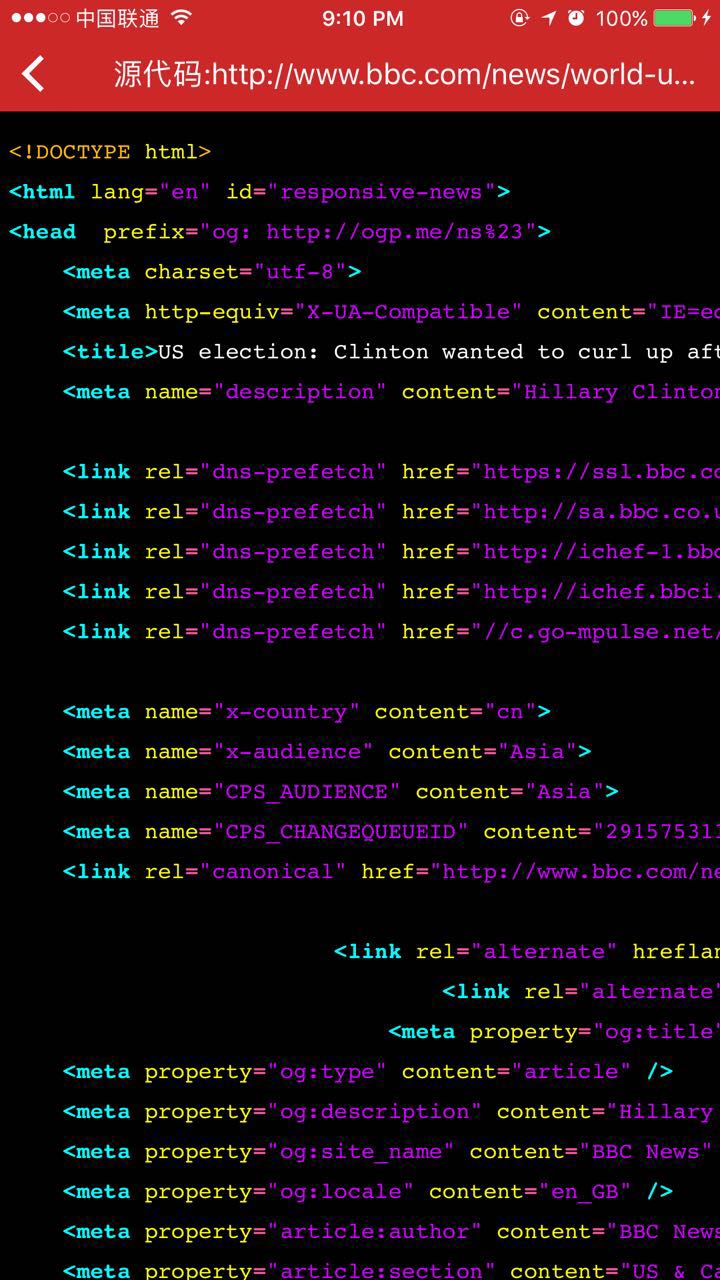 中国联通 9:10 PM 100%
源代码:http://www.bbc.com/news/world-u...
<!DOCTYPE html>
<html lang="en" id="responsive-news">
<head  prefix="og: http://ogp.me/ns%23">
<meta charset="utf-8">
<meta http-equiv="X-UA-Compatible" content="IE=ed
<title>US election: Clinton wanted to curl up aft
<meta name="description" content="Hillary Clinton
<link rel="dns-prefetch" href="https://ssl.bbc.co
<link rel="dns-prefetch" href="http://sa.bbc.co.u
<link rel="dns-prefetch" href="http://ichef-1.bbc
<link rel="dns-prefetch" href="http://ichef.bbci.
<link rel="dns-prefetch" href="//c.go-mpulse.net/
<meta name="x-country" content="cn">
<meta name="x-audience" content="Asia">
<meta name="CPS_AUDIENCE" content="Asia">
<meta name="CPS_CHANGEQUEUEID" content="291575311
<link rel="canonical" href="http://www.bbc.com/ne
<link rel="alternate" hreflan
<link rel="alternate"
<meta property="og:title"
<meta property="og:type" content="article" />
<meta property="og:description" content="Hillary
<meta property="og:site_name" content="BBC News"
<meta property="og:locale" content="en_GB" />
<meta property="article:author" content="BBC News
<meta property="article:section" content="US & Ca